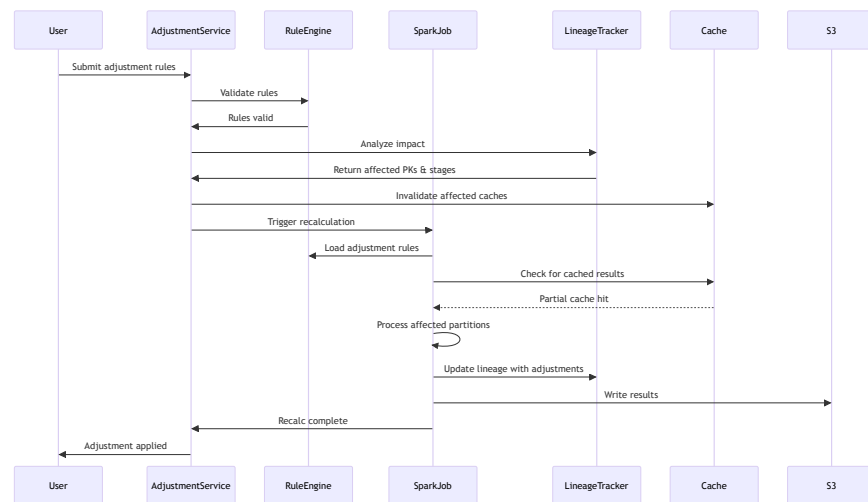 User AdjustmentService RuleEngine SparkJob LineageTracker Cache S3
Submit adjustment rules
Validate rules
Rules valid
Analyze impact
Return affected PKs & stages
Invalidate affected caches
Trigger recalculation
Load adjustment rules
Check for cached results
Partial cache hit
Process affected partitions
Update lineage with adjustments
Write results
Recalc complete
Adjustment applied
User AdjustmentService RuleEngine SparkJob LineageTracker Cache S3